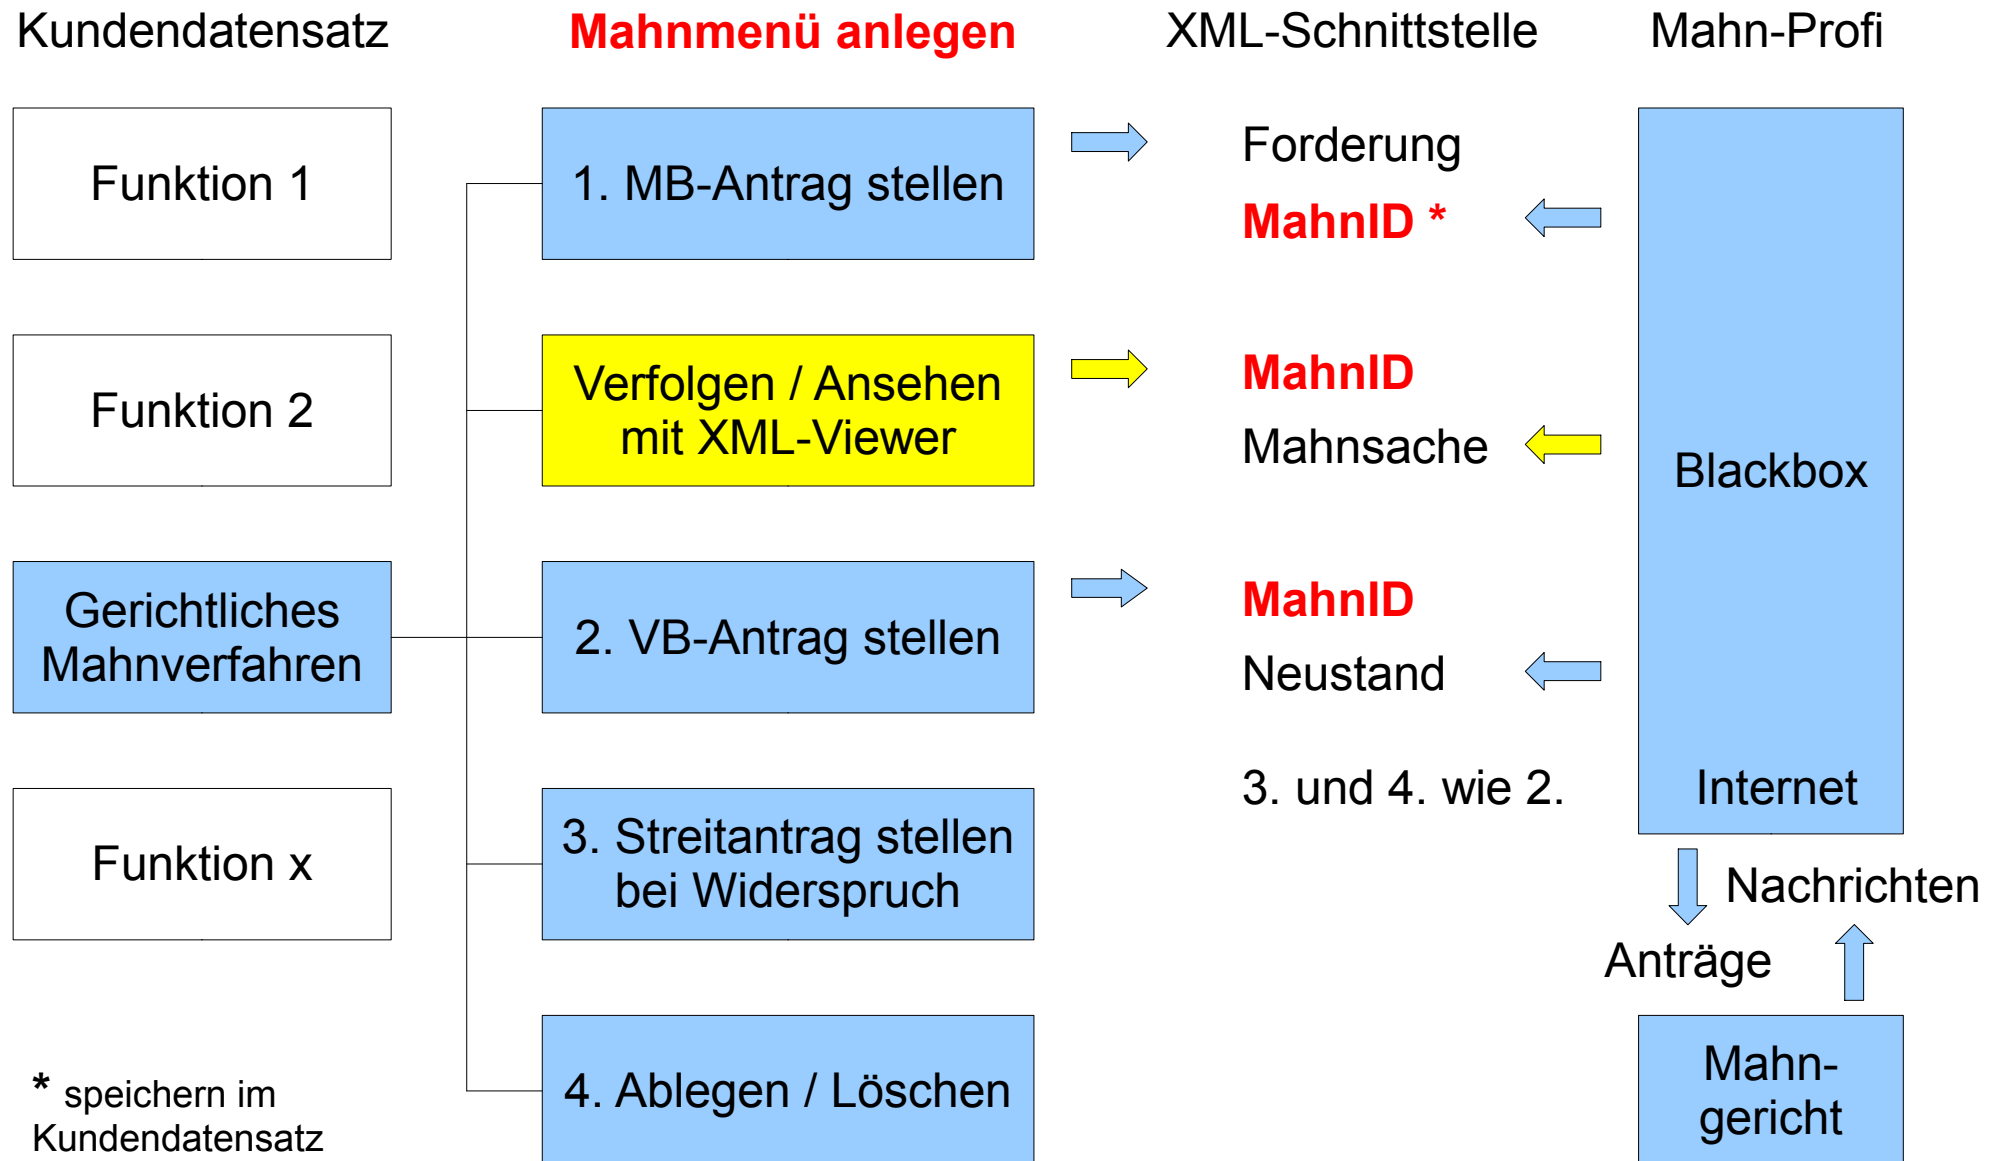 Kundendatensatz
Mahnmenü anlegen
XML-Schnittstelle
Mahn-Profi
Funktion 1
1. MB-Antrag stellen
Forderung
MahnID *
Funktion 2
Verfolgen / Ansehen
mit XML-Viewer
MahnID
Mahnsache
Blackbox
Gerichtliches
Mahnverfahren
2. VB-Antrag stellen
MahnID
Neustand
Funktion x
3. Streitantrag stellen
bei Widerspruch
3. und 4. wie 2.
Internet
Nachrichten
Anträge
* speichern im
Kundendatensatz
4. Ablegen / Löschen
Mahn-
gericht